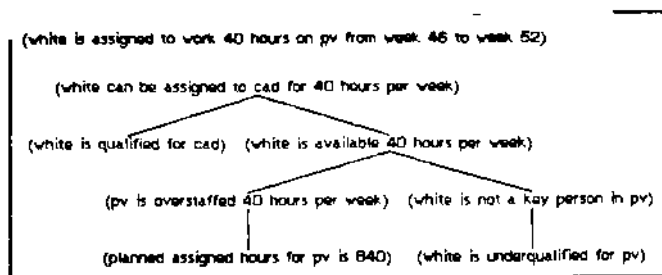 (white is assigned to work 40 hours on pv from week 46 to week 52)
(white can be assigned to cad for 40 hours per week)
(white is qualified for cad) (white is available 40 hours per week)
(pv is overstaffed 40 hours per week) (white is not a key person in pv)
(planned assigned hours for pv is 840) (white is underqualified for pv)